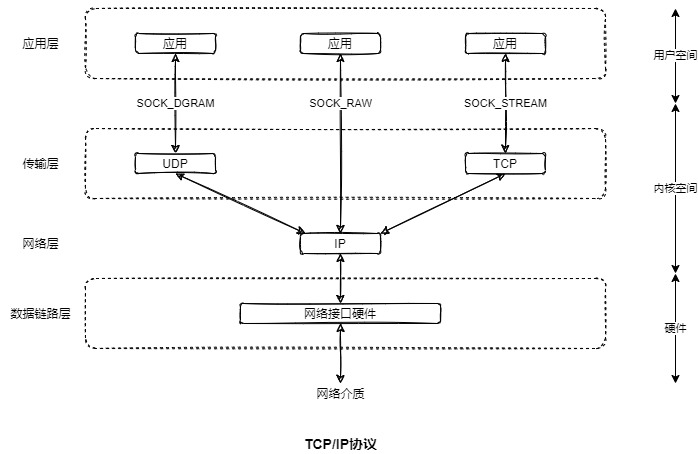 应用层
应用
应用
应用
用户空间
SOCK_DGRAM
SOCK_RAW
SOCK_STREAM
传输层
UDP
TCP
内核空间
网络层
IP
数据链路层
网络接口硬件
硬件
网络介质
TCP/IP协议